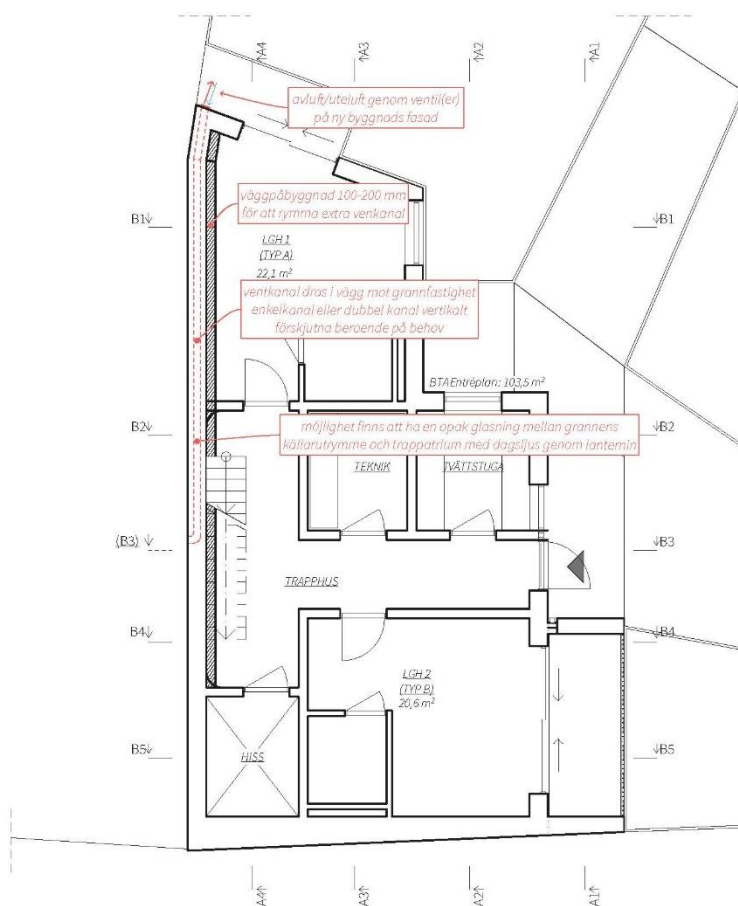 A4
A3
A2
A1
avluft/uteluft genom ventil(er)
på ny byggnads fasad
B1
B1
väggpåbyggnad 100-200 mm
för att rymma extra venkanal
LGH 1
(TYP A)
22,1 m²
ventkanal dras i vägg mot grannfastighet
enkelkanal eller dubbel kanal vertikalt
förskjutna beroende på behov
BTA Entréplan: 103,5 m²
B2
B2
möjlighet finns att ha en opak glasning mellan grannens
källarutrymme och trappatrium med dagsljus genom lanternin
TEKNIK
TVÄTTSTUGA
(B3)
B3
TRAPPHUS
B4
B4
LGH 2
(TYP B)
20,6 m²
B5
B5
HISS
A4
A3
A2
A1